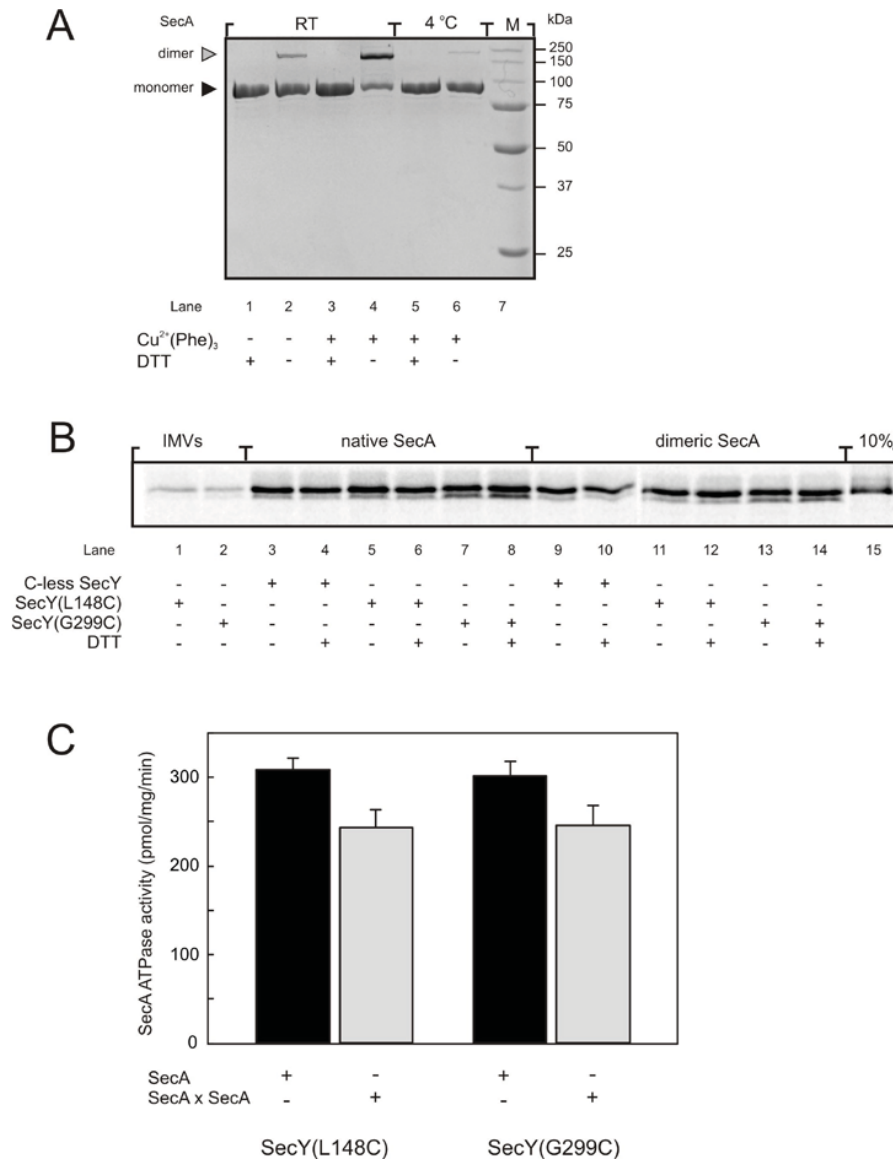 A
SecA RT 4 °C M kDa
dimer 250
150
monomer 100
75
50
37
25
Lane 1 2 3 4 5 6 7
Cu²⁺(Phe)₃ - - + + + +
DTT + - + - + -
B
IMVs native SecA dimeric SecA 10%
Lane 1 2 3 4 5 6 7 8 9 10 11 12 13 14 15
C-less SecY - - + + - - - - + + - - - - -
SecY(L148C) + - - - + + - - - - + + - - -
SecY(G299C) - + - - - - + + - - - - + + -
DTT - - - + - + - + - + - + - + -
C
SecA ATPase activity (pmol/mg/min)
300
200
100
0
SecA + - + -
SecA x SecA - + - +
SecY(L148C) SecY(G299C)